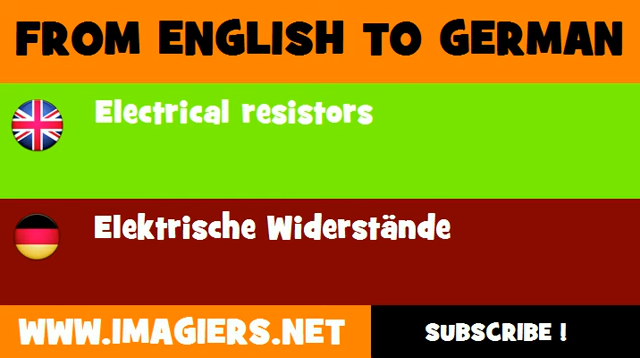 FROM ENGLISH TO GERMAN
Electrical resistors
Elektrische Widerstände
WWW.IMAGIERS.NET
SUBSCRIBE !